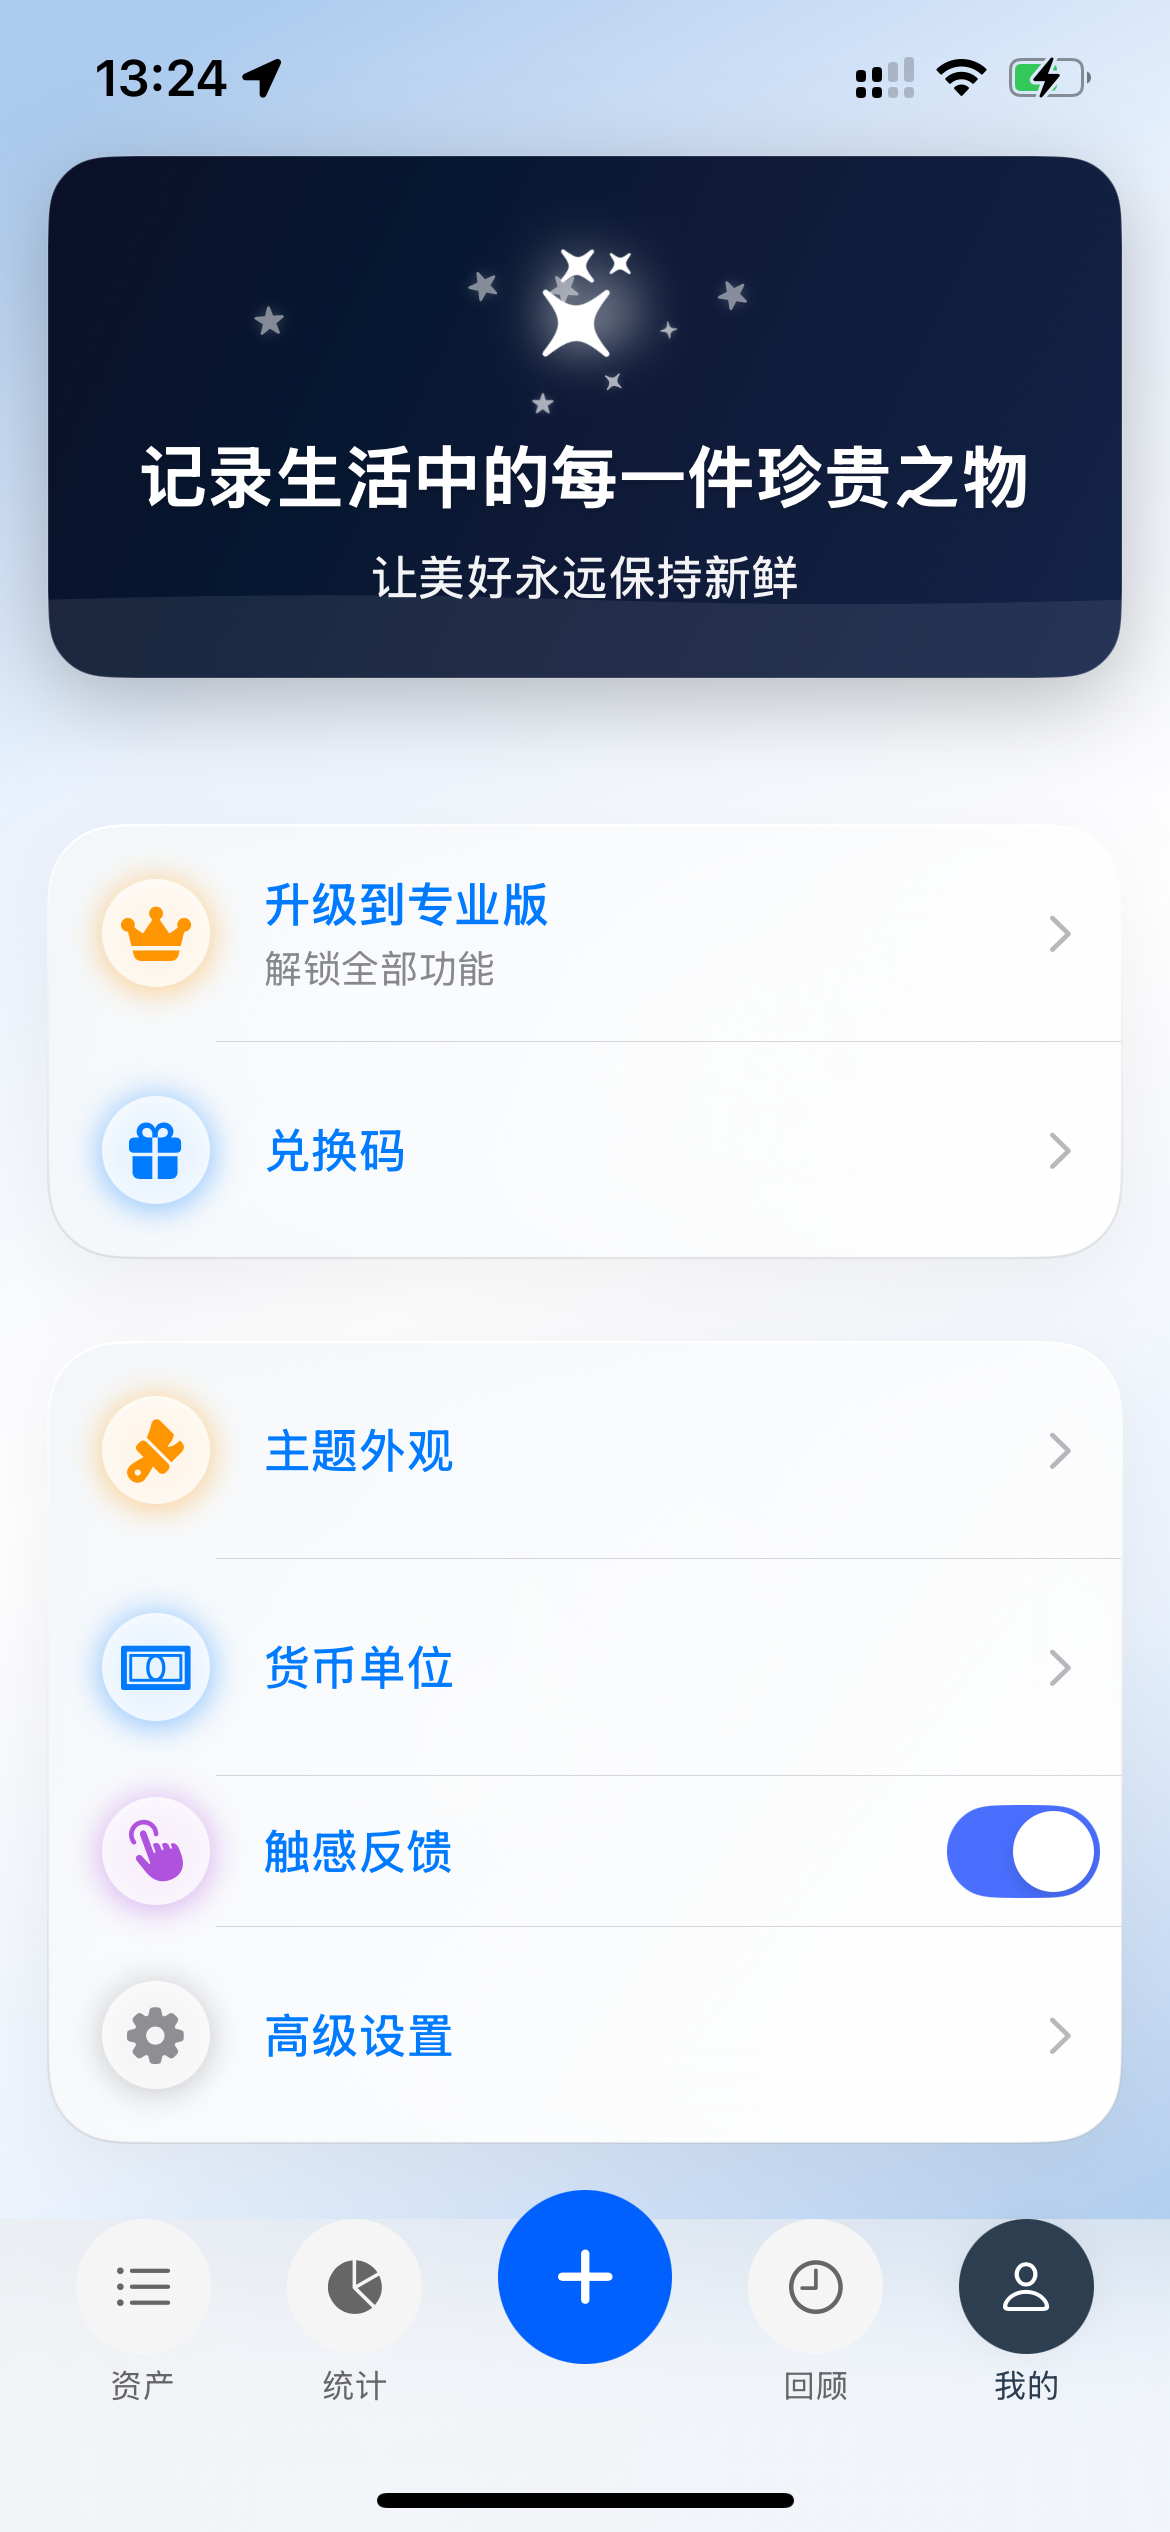 13:24
记录生活中的每一件珍贵之物
让美好永远保持新鲜
升级到专业版
解锁全部功能
兑换码
主题外观
货币单位
触感反馈
高级设置
资产
统计
回顾
我的